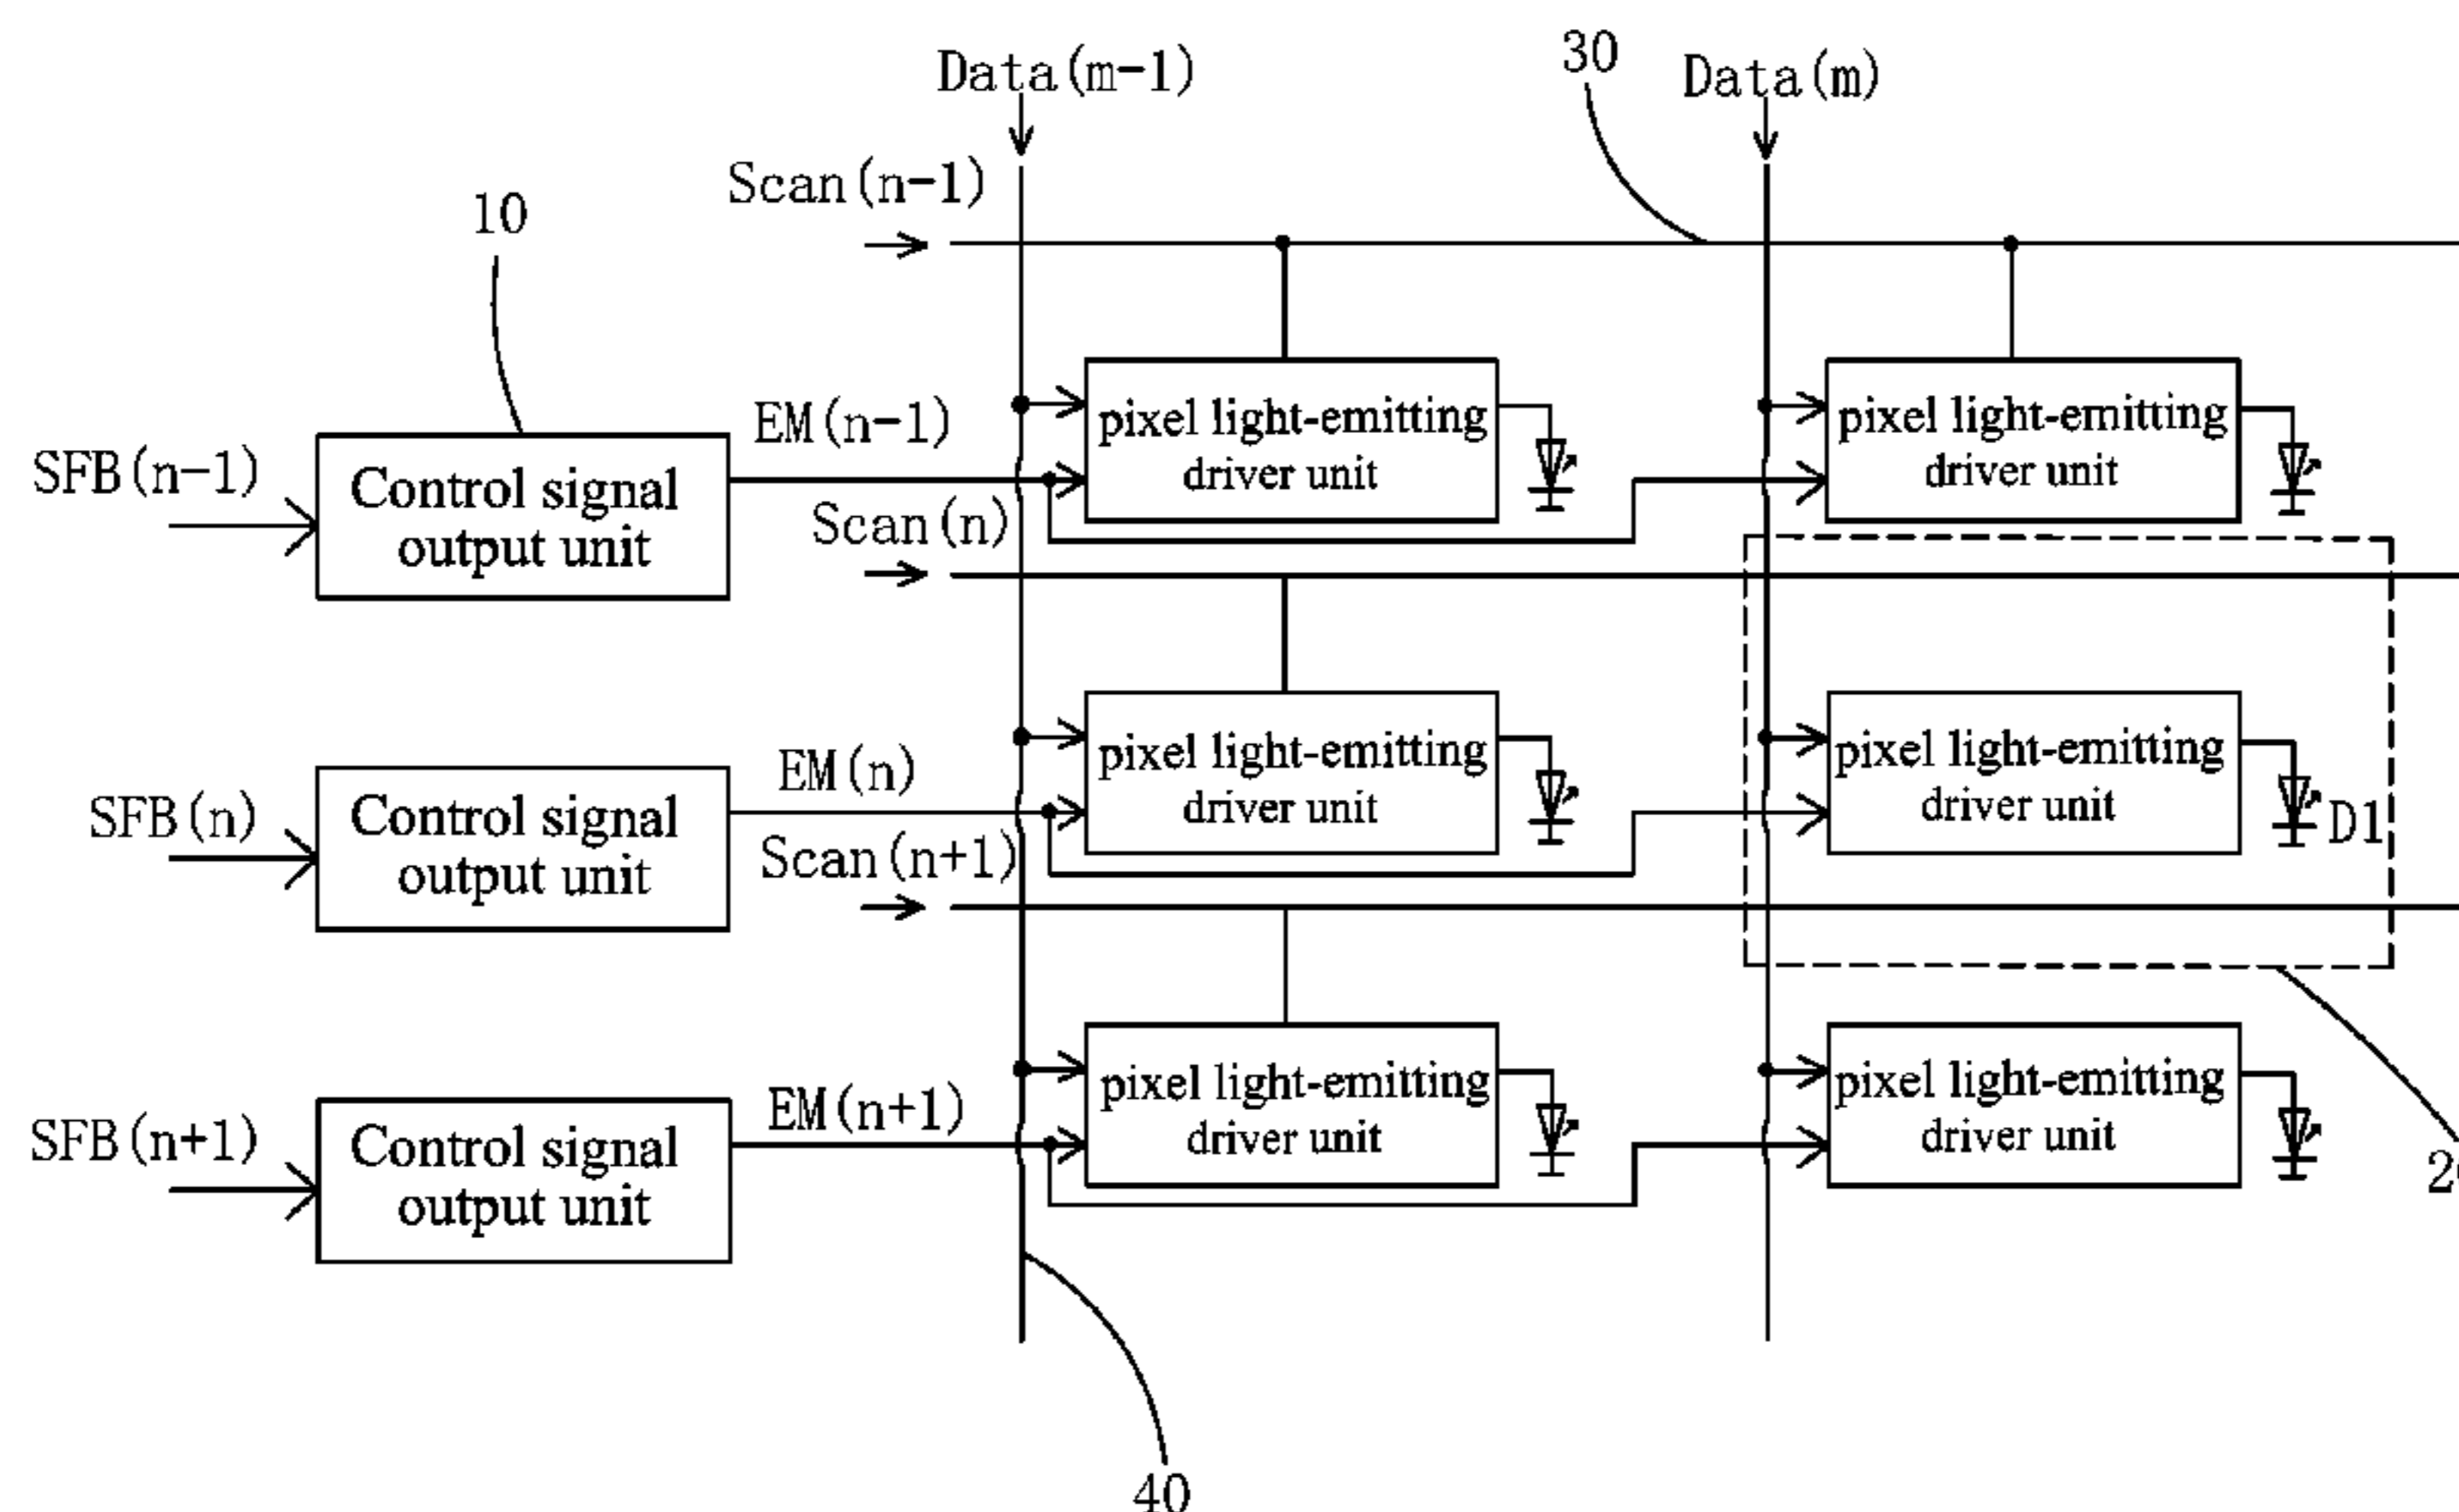 30
Data(m-1)
Data(m)
Scan(n-1)
10
EM(n-1)
pixel light-emitting
driver unit
pixel light-emitting
driver unit
SFB(n-1)
Control signal
output unit
Scan(n)
EM(n)
pixel light-emitting
driver unit
pixel light-emitting
driver unit
D1
SFB(n)
Control signal
output unit
Scan(n+1)
EM(n+1)
pixel light-emitting
driver unit
pixel light-emitting
driver unit
SFB(n+1)
Control signal
output unit
40